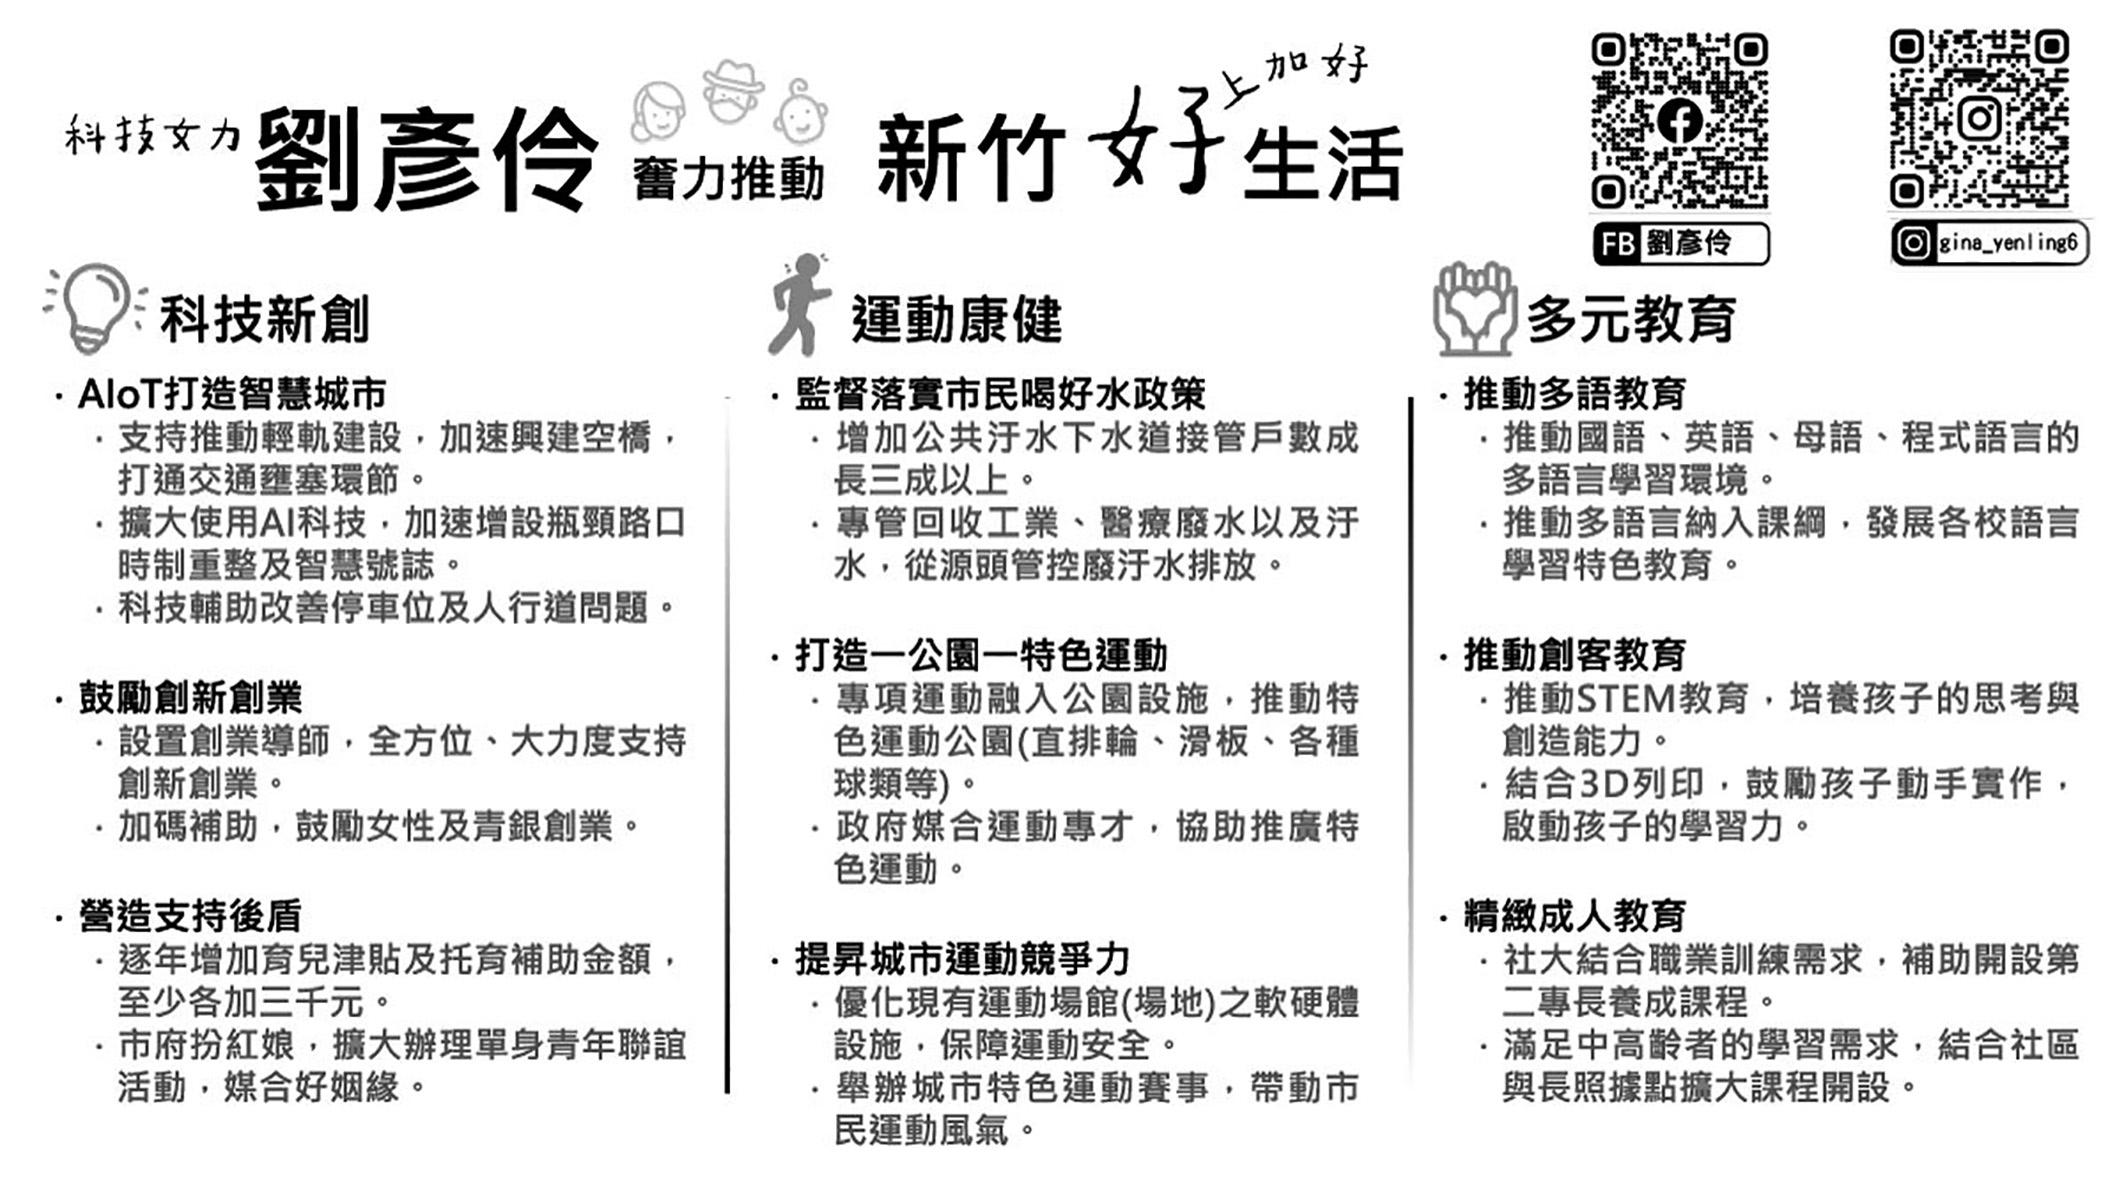 科技女力
劉彥伶
奮力推動
新竹好生活
上加好
FB 劉彥伶
gina_yenling6
科技新創
· AIoT打造智慧城市
· 支持推動輕軌建設，加速興建空橋，
打通交通壅塞環節。
· 擴大使用AI科技，加速增設瓶頸路口
時制重整及智慧號誌。
· 科技輔助改善停車位及人行道問題。
· 鼓勵創新創業
· 設置創業導師，全方位、大力度支持
創新創業。
· 加碼補助，鼓勵女性及青銀創業。
· 營造支持後盾
· 逐年增加育兒津貼及托育補助金額，
至少各加三千元。
· 市府扮紅娘，擴大辦理單身青年聯誼
活動，媒合好姻緣。
運動康健
· 監督落實市民喝好水政策
· 增加公共汙水下水道接管戶數成
長三成以上。
· 專管回收工業、醫療廢水以及汙
水，從源頭管控廢汙水排放。
· 打造一公園一特色運動
· 專項運動融入公園設施，推動特
色運動公園(直排輪、滑板、各種
球類等)。
· 政府媒合運動專才，協助推廣特
色運動。
· 提昇城市運動競爭力
· 優化現有運動場館(場地)之軟硬體
設施，保障運動安全。
· 舉辦城市特色運動賽事，帶動市
民運動風氣。
多元教育
· 推動多語教育
· 推動國語、英語、母語、程式語言的
多語言學習環境。
· 推動多語言納入課綱，發展各校語言
學習特色教育。
· 推動創客教育
· 推動STEM教育，培養孩子的思考與
創造能力。
· 結合3D列印，鼓勵孩子動手實作，
啟動孩子的學習力。
· 精緻成人教育
· 社大結合職業訓練需求，補助開設第
二專長養成課程。
· 滿足中高齡者的學習需求，結合社區
與長照據點擴大課程開設。